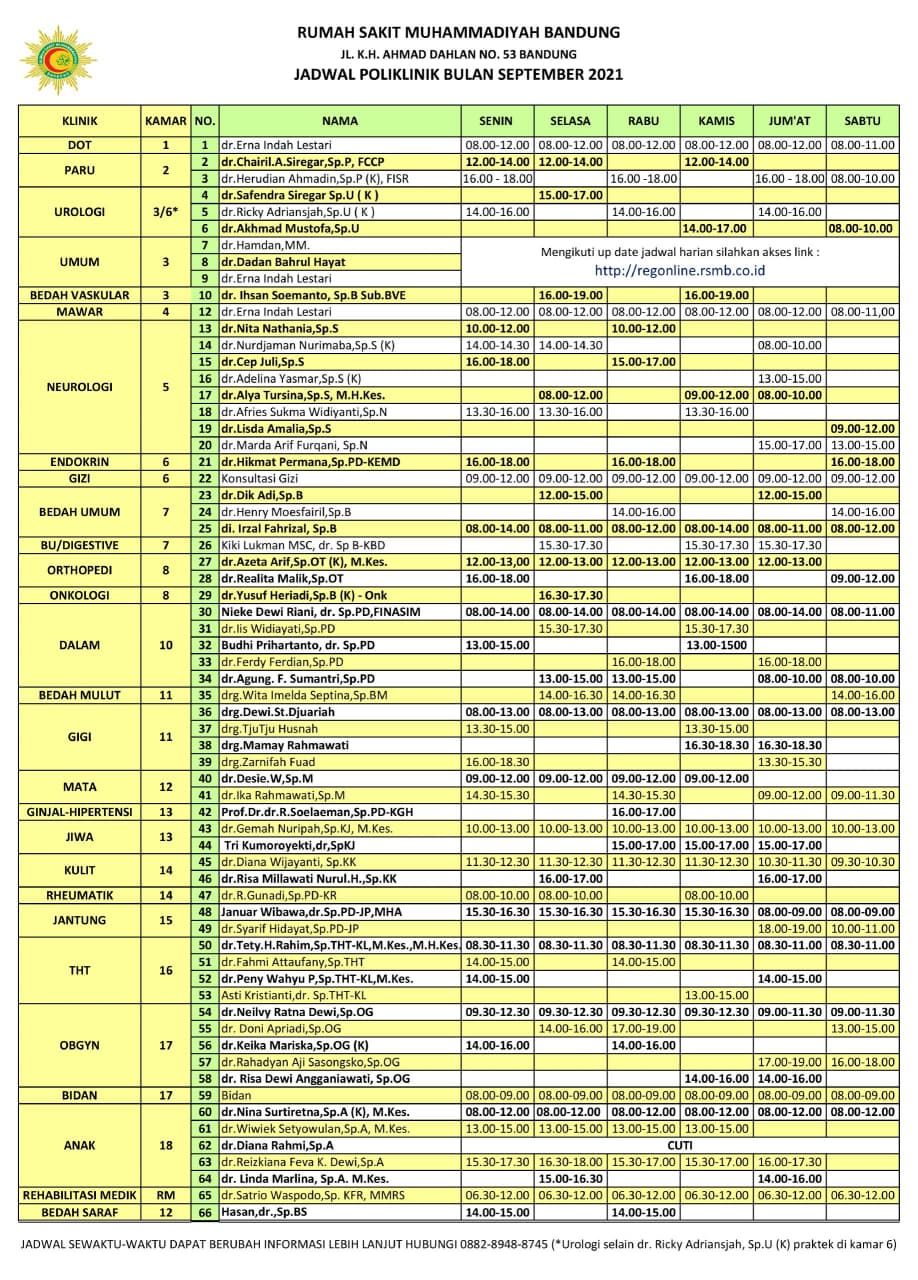 RUMAH SAKIT MUHAMMADIYAH BANDUNG
JL. K.H. AHMAD DAHLAN NO. 53 BANDUNG
JADWAL POLIKLINIK BULAN SEPTEMBER 2021
KLINIK KAMAR NO. NAMA SENIN SELASA RABU KAMIS JUM'AT SABTU
DOT 1 1 dr.Erna Indah Lestari 08.00-12.00 08.00-12.00 08.00-12.00 08.00-12.00 08.00-12.00 08.00-11.00
PARU 2 2 dr.Chairil.A.Siregar,Sp.P, FCCP 12.00-14.00 12.00-14.00 12.00-14.00
3 dr.Herudian Ahmadin,Sp.P (K), FISR 16.00 - 18.00 16.00 -18.00 16.00 - 18.00 08.00-10.00
UROLOGI 3/6* 4 dr.Safendra Siregar Sp.U ( K ) 15.00-17.00
5 dr.Ricky Adriansjah,Sp.U ( K ) 14.00-16.00 14.00-16.00 14.00-16.00
6 dr.Akhmad Mustofa,Sp.U 14.00-17.00 08.00-10.00
UMUM 3 7 dr.Hamdan,MM.
8 dr.Dadan Bahrul Hayat
9 dr.Erna Indah Lestari
Mengikuti up date jadwal harian silahkan akses link :
http://regonline.rsmb.co.id
BEDAH VASKULAR 3 10 dr. Ihsan Soemanto, Sp.B Sub.BVE 16.00-19.00 16.00-19.00
MAWAR 4 12 dr.Erna Indah Lestari 08.00-12.00 08.00-12.00 08.00-12.00 08.00-12.00 08.00-12.00 08.00-11,00
NEUROLOGI 5 13 dr.Nita Nathania,Sp.S 10.00-12.00 10.00-12.00
14 dr.Nurdjaman Nurimaba,Sp.S (K) 14.00-14.30 14.00-14.30 08.00-10.00
15 dr.Cep Juli,Sp.S 16.00-18.00 15.00-17.00
16 dr.Adelina Yasmar,Sp.S (K) 13.00-15.00
17 dr.Alya Tursina,Sp.S, M.H.Kes. 08.00-12.00 09.00-12.00 08.00-10.00
18 dr.Afries Sukma Widiyanti,Sp.N 13.30-16.00 13.30-16.00 13.30-16.00
19 dr.Lisda Amalia,Sp.S 09.00-12.00
20 dr.Marda Arif Furqani, Sp.N 15.00-17.00 13.00-15.00
ENDOKRIN 6 21 dr.Hikmat Permana,Sp.PD-KEMD 16.00-18.00 16.00-18.00 16.00-18.00
GIZI 6 22 Konsultasi Gizi 09.00-12.00 09.00-12.00 09.00-12.00 09.00-12.00 09.00-12.00 09.00-12.00
BEDAH UMUM 7 23 dr.Dik Adi,Sp.B 12.00-15.00 12.00-15.00
24 dr.Henry Moesfairil,Sp.B 14.00-16.00 14.00-16.00
25 di. Irzal Fahrizal, Sp.B 08.00-14.00 08.00-11.00 08.00-12.00 08.00-14.00 08.00-11.00 08.00-12.00
BU/DIGESTIVE 7 26 Kiki Lukman MSC, dr. Sp B-KBD 15.30-17.30 15.30-17.30 15.30-17.30
ORTHOPEDI 8 27 dr.Azeta Arif,Sp.OT (K), M.Kes. 12.00-13,00 12.00-13.00 12.00-13.00 12.00-13.00 12.00-13.00
28 dr.Realita Malik,Sp.OT 16.00-18.00 16.00-18.00 09.00-12.00
ONKOLOGI 8 29 dr.Yusuf Heriadi,Sp.B (K) - Onk 16.30-17.30
DALAM 10 30 Nieke Dewi Riani, dr. Sp.PD,FINASIM 08.00-14.00 08.00-14.00 08.00-14.00 08.00-14.00 08.00-14.00 08.00-11.00
31 dr.Iis Widiayati,Sp.PD 15.30-17.30 15.30-17.30
32 Budhi Prihartanto, dr. Sp.PD 13.00-15.00 13.00-1500
33 dr.Ferdy Ferdian,Sp.PD 16.00-18.00 16.00-18.00
34 dr.Agung. F. Sumantri,Sp.PD 13.00-15.00 13.00-15.00 08.00-10.00 08.00-10.00
BEDAH MULUT 11 35 drg.Wita Imelda Septina,Sp.BM 14.00-16.30 14.00-16.30 14.00-16.00
GIGI 11 36 drg.Dewi.St.Djuariah 08.00-13.00 08.00-13.00 08.00-13.00 08.00-13.00 08.00-13.00 08.00-13.00
37 drg.TjuTju Husnah 13.30-15.00 13.30-15.00
38 drg.Mamay Rahmawati 16.30-18.30 16.30-18.30
39 drg.Zarnifah Fuad 16.00-18.30 13.30-15.30
MATA 12 40 dr.Desie.W,Sp.M 09.00-12.00 09.00-12.00 09.00-12.00 09.00-12.00
41 dr.Ika Rahmawati,Sp.M 14.30-15.30 14.30-15.30 09.00-12.00 09.00-11.30
GINJAL-HIPERTENSI 13 42 Prof.Dr.dr.R.Soelaeman,Sp.PD-KGH 16.00-17.00
JIWA 13 43 dr.Gemah Nuripah,Sp.KJ, M.Kes. 10.00-13.00 10.00-13.00 10.00-13.00 10.00-13.00 10.00-13.00 10.00-13.00
44 Tri Kumoroyekti,dr,SpKJ 15.00-17.00 15.00-17.00 15.00-17.00
KULIT 14 45 dr.Diana Wijayanti, Sp.KK 11.30-12.30 11.30-12.30 11.30-12.30 11.30-12.30 10.30-11.30 09.30-10.30
46 dr.Risa Millawati Nurul.H.,Sp.KK 16.00-17.00 16.00-17.00
RHEUMATIK 14 47 dr.R.Gunadi,Sp.PD-KR 08.00-10.00 08.00-10.00 08.00-10.00
JANTUNG 15 48 Januar Wibawa,dr.Sp.PD-JP,MHA 15.30-16.30 15.30-16.30 15.30-16.30 15.30-16.30 08.00-09.00 08.00-09.00
49 dr.Syarif Hidayat,Sp.PD-JP 18.00-19.00 10.00-11.00
THT 16 50 dr.Tety.H.Rahim,Sp.THT-KL,M.Kes.,M.H.Kes. 08.30-11.30 08.30-11.30 08.30-11.30 08.30-11.30 08.30-11.00 08.30-11.00
51 dr.Fahmi Attaufany,Sp.THT 14.00-15.00 14.00-15.00
52 dr.Peny Wahyu P,Sp.THT-KL,M.Kes. 14.00-15.00 14.00-15.00
53 Asti Kristianti,dr. Sp.THT-KL 13.00-15.00
OBGYN 17 54 dr.Neilvy Ratna Dewi,Sp.OG 09.30-12.30 09.30-12.30 09.30-12.30 09.30-12.30 09.00-11.30 09.00-11.30
55 dr. Doni Apriadi,Sp.OG 14.00-16.00 17.00-19.00 13.00-15.00
56 dr.Keika Mariska,Sp.OG (K) 14.00-16.00 14.00-16.00
57 dr.Rahadyan Aji Sasongsko,Sp.OG 17.00-19.00 16.00-18.00
58 dr. Risa Dewi Angganiawati, Sp.OG 14.00-16.00 14.00-16.00
BIDAN 17 59 Bidan 08.00-09.00 08.00-09.00 08.00-09.00 08.00-09.00 08.00-09.00 08.00-09.00
ANAK 18 60 dr.Nina Surtiretna,Sp.A (K), M.Kes. 08.00-12.00 08.00-12.00 08.00-12.00 08.00-12.00 08.00-12.00 08.00-12.00
61 dr.Wiwiek Setyowulan,Sp.A, M.Kes. 13.00-15.00 13.00-15.00 13.00-15.00 13.00-15.00
62 dr.Diana Rahmi,Sp.A CUTI
63 dr.Reizkiana Feva K. Dewi,Sp.A 15.30-17.30 16.30-18.00 15.30-17.00 15.30-17.00 16.00-17.30
64 dr. Linda Marlina, Sp.A. M.Kes. 15.00-16.30 14.00-16.00
REHABILITASI MEDIK RM 65 dr.Satrio Waspodo,Sp. KFR, MMRS 06.30-12.00 06.30-12.00 06.30-12.00 06.30-12.00 06.30-12.00 06.30-12.00
BEDAH SARAF 12 66 Hasan,dr.,Sp.BS 14.00-15.00 14.00-15.00
JADWAL SEWAKTU-WAKTU DAPAT BERUBAH INFORMASI LEBIH LANJUT HUBUNGI 0882-8948-8745 (*Urologi selain dr. Ricky Adriansjah, Sp.U (K) praktek di kamar 6)